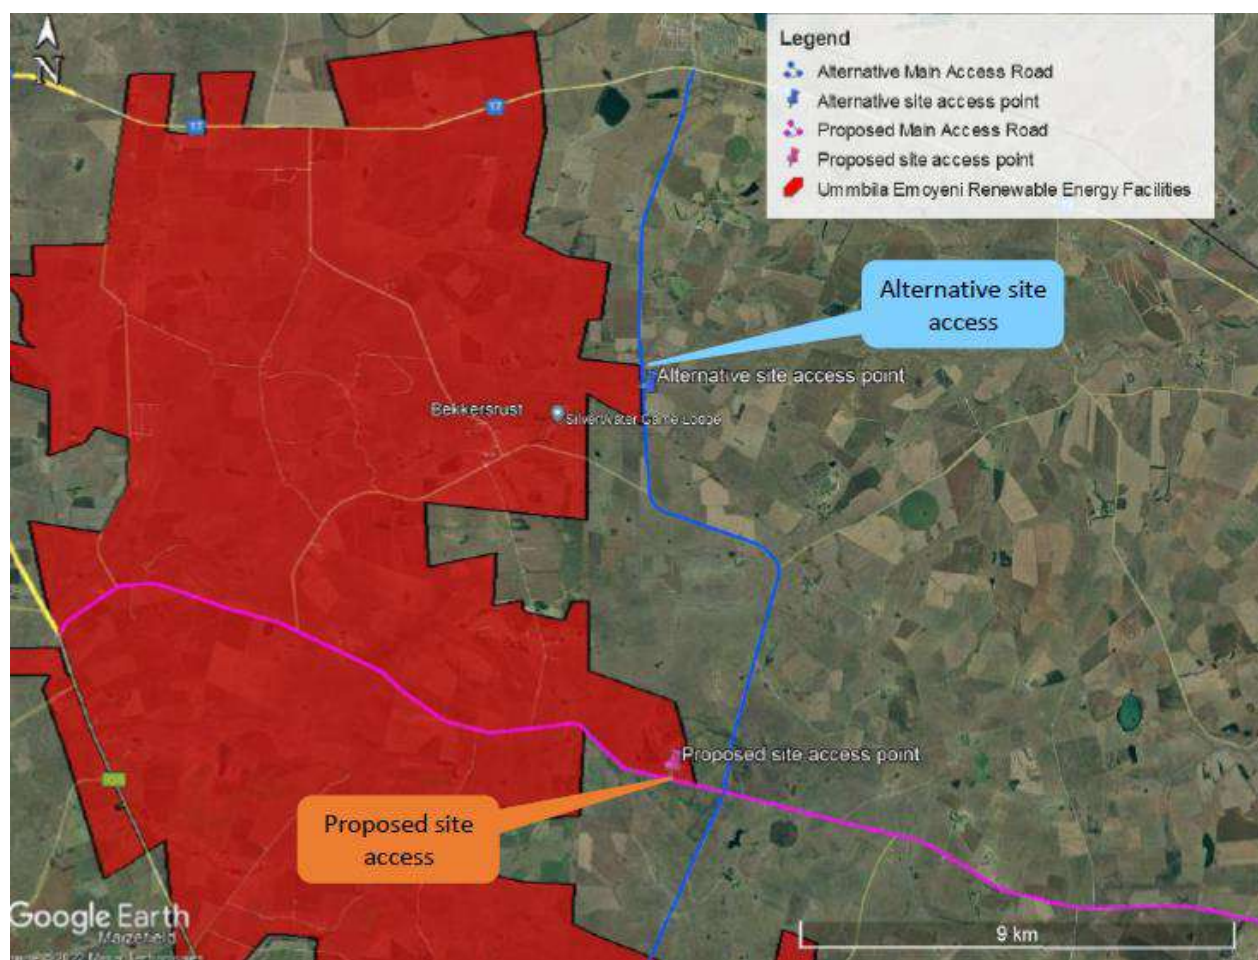 N
Legend
Alternative Main Access Road
Alternative site access point
Proposed Main Access Road
Proposed site access point
Ummbila Emoyeni Renewable Energy Facilities
17
17
Alternative site
access
Alternative site access point
Bekkersrust
Silverwater Game Lodge
Proposed site access point
Proposed site
access
Google Earth
9 km